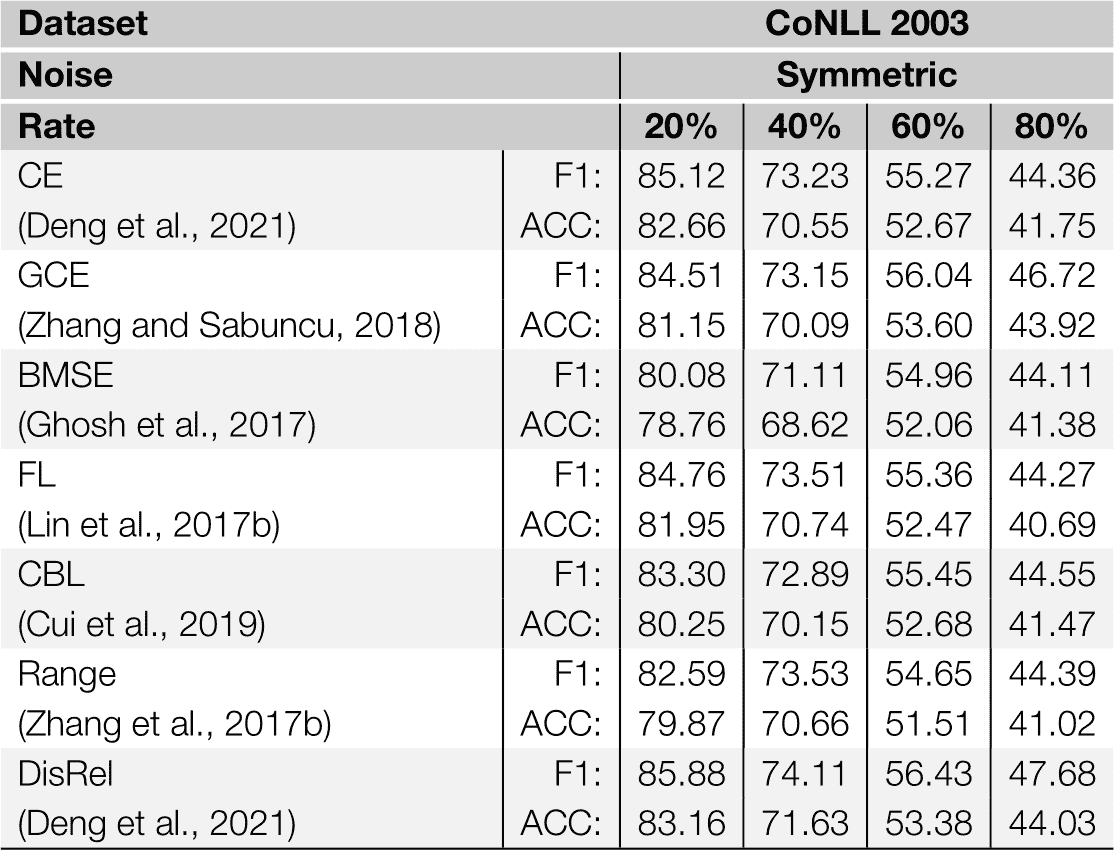 Dataset CoNLL 2003
Noise Symmetric
Rate 20% 40% 60% 80%
CE F1: 85.12 73.23 55.27 44.36
(Deng et al., 2021) ACC: 82.66 70.55 52.67 41.75
GCE F1: 84.51 73.15 56.04 46.72
(Zhang and Sabuncu, 2018) ACC: 81.15 70.09 53.60 43.92
BMSE F1: 80.08 71.11 54.96 44.11
(Ghosh et al., 2017) ACC: 78.76 68.62 52.06 41.38
FL F1: 84.76 73.51 55.36 44.27
(Lin et al., 2017b) ACC: 81.95 70.74 52.47 40.69
CBL F1: 83.30 72.89 55.45 44.55
(Cui et al., 2019) ACC: 80.25 70.15 52.68 41.47
Range F1: 82.59 73.53 54.65 44.39
(Zhang et al., 2017b) ACC: 79.87 70.66 51.51 41.02
DisRel F1: 85.88 74.11 56.43 47.68
(Deng et al., 2021) ACC: 83.16 71.63 53.38 44.03